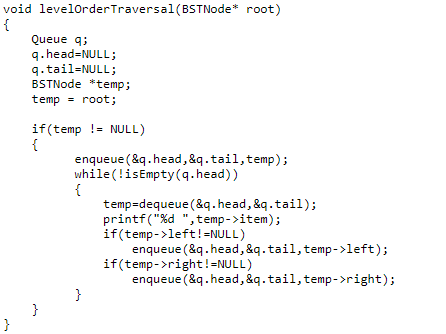 void levelOrderTraversal(BSTNode* root)
{
    Queue q;
    q.head=NULL;
    q.tail=NULL;
    BSTNode *temp;
    temp = root;

    if(temp != NULL)
    {
          enqueue(&q.head,&q.tail,temp);
          while(!isEmpty(q.head))
          {
              temp=dequeue(&q.head,&q.tail);
              printf("%d ",temp->item);
              if(temp->left!=NULL)
                  enqueue(&q.head,&q.tail,temp->left);
              if(temp->right!=NULL)
                  enqueue(&q.head,&q.tail,temp->right);
          }
    }
}